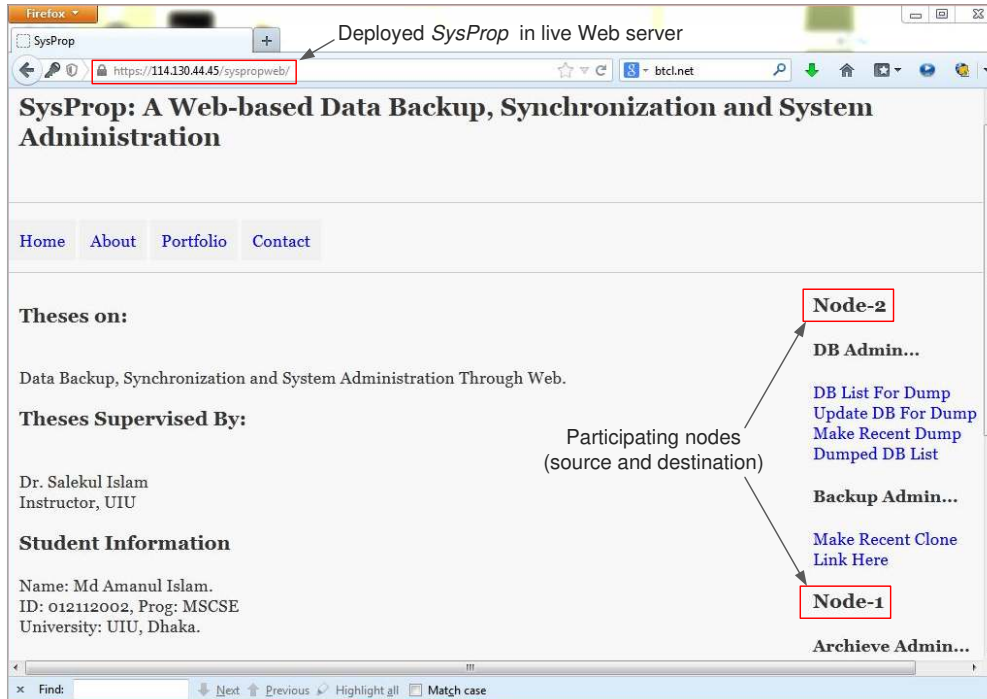 Firefox
SysProp
Deployed SysProp in live Web server
https://114.130.44.45/syspropweb/
btcl.net
SysProp: A Web-based Data Backup, Synchronization and System
Administration
Home About Portfolio Contact
Theses on:
Data Backup, Synchronization and System Administration Through Web.
Theses Supervised By:
Dr. Salekul Islam
Instructor, UIU
Student Information
Name: Md Amanul Islam.
ID: 012112002, Prog: MSCSE
University: UIU, Dhaka.
Participating nodes
(source and destination)
Node-2
DB Admin...
DB List For Dump
Update DB For Dump
Make Recent Dump
Dumped DB List
Backup Admin...
Make Recent Clone
Link Here
Node-1
Archieve Admin...
× Find: Next Previous Highlight all Match case